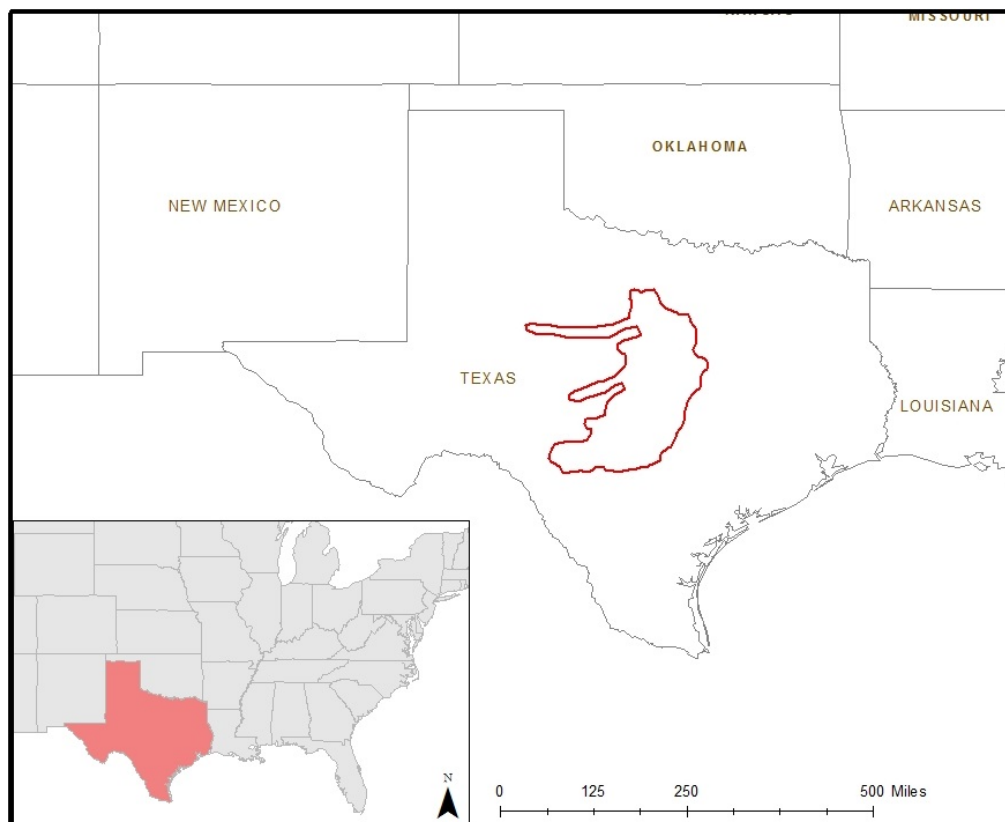 MISSOURI
OKLAHOMA
NEW MEXICO
ARKANSAS
TEXAS
LOUISIANA
N
0 125 250 500 Miles